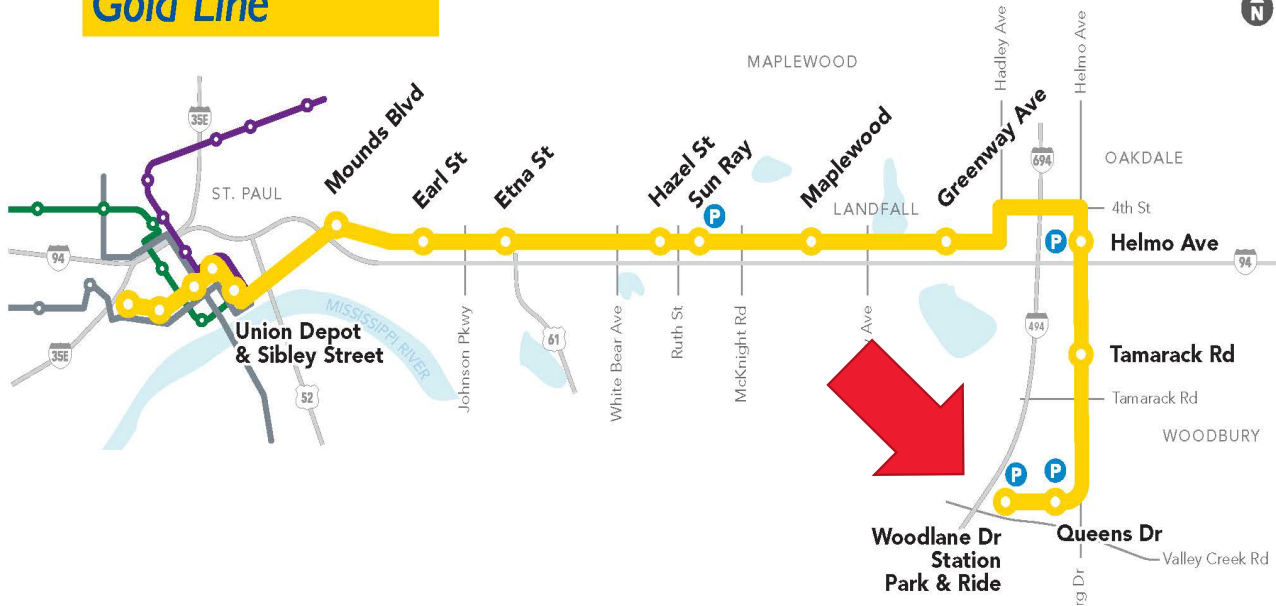 Gold Line
N
Hadley Ave
Helmo Ave
MAPLEWOOD
35E
ST. PAUL
Mounds Blvd
Earl St
Etna St
Hazel St
Sun Ray
P
Maplewood
LANDFALL
Greenway Ave
694
OAKDALE
4th St
P
Helmo Ave
94
94
MISSISSIPPI RIVER
Union Depot
& Sibley Street
35E
52
Johnson Pkwy
61
White Bear Ave
Ruth St
McKnight Rd
Ave
494
Tamarack Rd
Tamarack Rd
WOODBURY
P
P
Woodlane Dr
Station
Park & Ride
Queens Dr
Valley Creek Rd
Dr